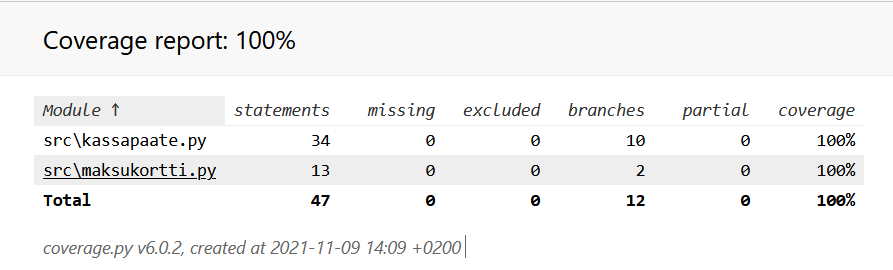 Coverage report: 100%
Module ↑ statements missing excluded branches partial coverage
src\kassapaate.py 34 0 0 10 0 100%
src\maksukortti.py 13 0 0 2 0 100%
Total 47 0 0 12 0 100%
coverage.py v6.0.2, created at 2021-11-09 14:09 +0200